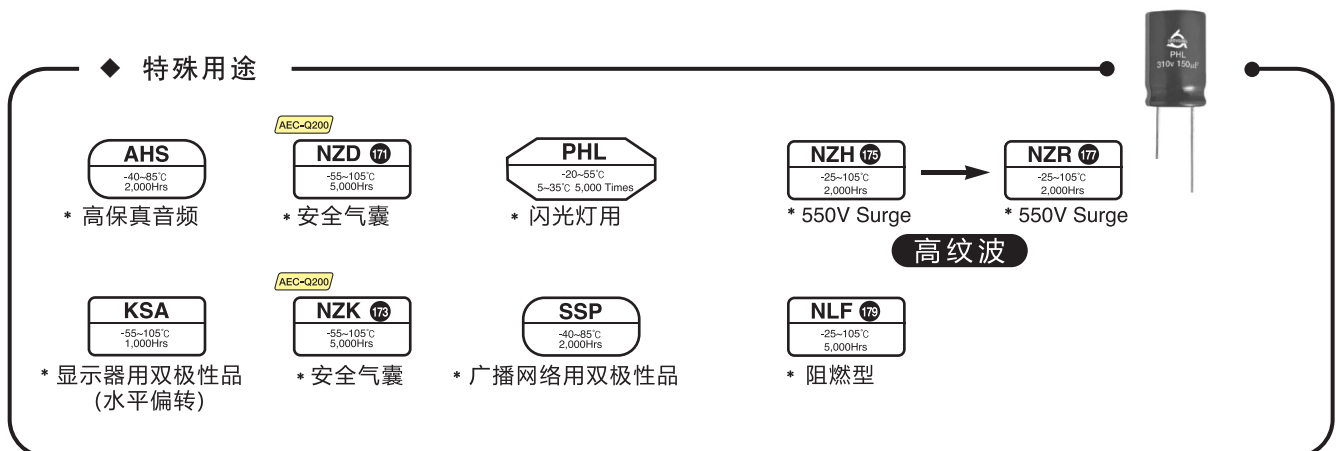 ◆ 特殊用途
PHL
310v 150㎌
AHS
-40~85℃
2,000Hrs
* 高保真音频
AEC-Q200
NZD 171
-55~105℃
5,000Hrs
* 安全气囊
PHL
-20~55℃
5~35℃ 5,000 Times
* 闪光灯用
NZH 175
-25~105℃
2,000Hrs
* 550V Surge
NZR 177
-25~105℃
2,000Hrs
* 550V Surge
高纹波
KSA
-55~105℃
1,000Hrs
* 显示器用双极性品
(水平偏转)
AEC-Q200
NZK 173
-55~105℃
5,000Hrs
* 安全气囊
SSP
-40~85℃
2,000Hrs
* 广播网络用双极性品
NLF 179
-25~105℃
5,000Hrs
* 阻燃型